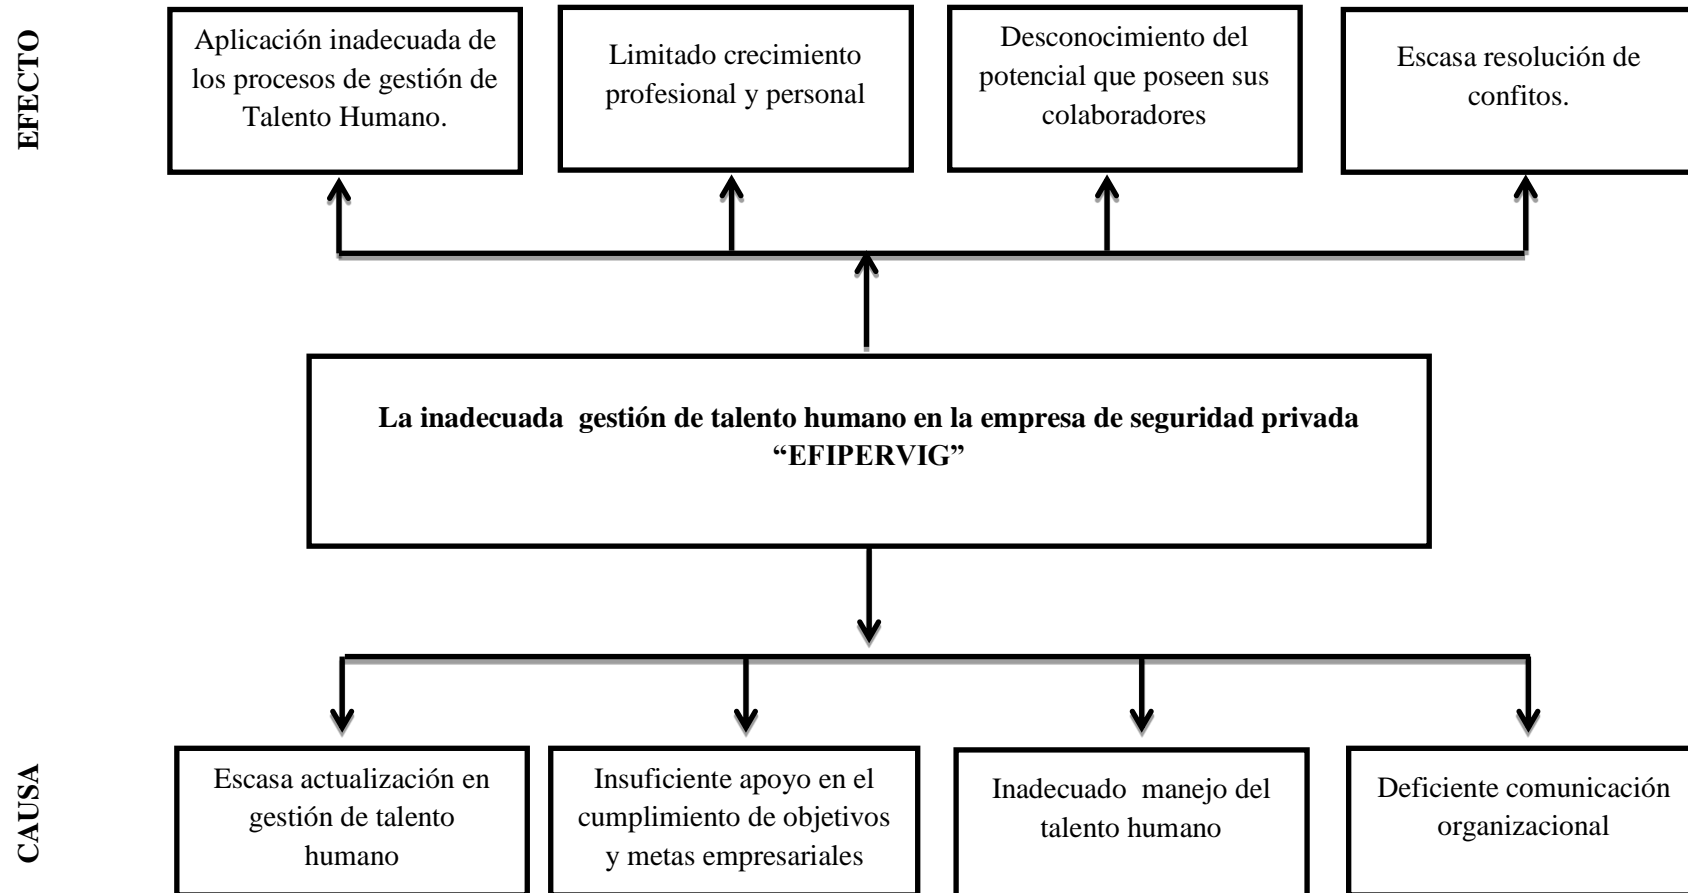 EFECTO
Aplicación inadecuada de
los procesos de gestión de
Talento Humano.
Limitado crecimiento
profesional y personal
Desconocimiento del
potencial que poseen sus
colaboradores
Escasa resolución de
confitos.
La inadecuada  gestión de talento humano en la empresa de seguridad privada
“EFIPERVIG”
CAUSA
Escasa actualización en
gestión de talento
humano
Insuficiente apoyo en el
cumplimiento de objetivos
y metas empresariales
Inadecuado  manejo del
talento humano
Deficiente comunicación
organizacional